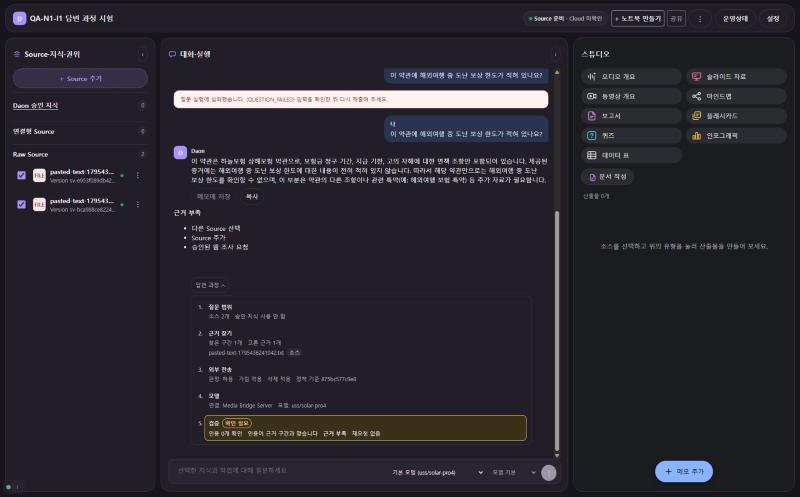 D QA-N1-I1 답변 과정 시험
Source 준비 · Cloud 미확인
+ 노트북 만들기
공유
운영상태
설정
Source·지식·권위
+ Source 추가
Daon 승인 지식 0
연결형 Source 0
Raw Source 2
FILE pasted-text-179543...
Version sv-e953f089db42...
FILE pasted-text-179543...
Version sv-bca988ce8224...
대화·실행
이 약관에 해외여행 중 도난 보상 한도가 적혀 있나요?
질문 실행에 실패했습니다. (QUESTION_FAILED) 입력을 확인한 뒤 다시 제출해 주세요.
나
이 약관에 해외여행 중 도난 보상 한도가 적혀 있나요?
D Daon
이 약관은 하늘보험 상해보험 약관으로, 보험금 청구 기간, 지급 기한, 고의 자해에 대한 면책 조항만 포함되어 있습니다. 제공된
증거에는 해외여행 중 도난 보상 한도에 대한 내용이 전혀 적혀 있지 않습니다. 따라서 해당 약관만으로는 해외여행 중 도난
보상 한도를 확인할 수 없으며, 이 부분은 약관의 다른 조항이나 관련 특약(예: 해외여행 보험 특약) 등 추가 자료가 필요합니다.
메모에 저장
복사
근거 부족
다른 Source 선택
Source 추가
승인된 웹 조사 요청
답변 과정
1. 질문 범위
소스 2개 승인 지식 사용 안 함
2. 근거 찾기
찾은 구간 1개 고른 근거 1개
pasted-text-1795436241042.txt 소스
3. 외부 전송
판정: 허용 가림 적용 삭제 적용 정책 기준 875bc577c9e8
4. 모델
연결: Media Bridge Server 모델: uss/solar-pro4
5. 검증 확인 필요
인용 0개 확인 인용이 근거 구간과 맞습니다 근거 부족 재요청 없음
선택한 지식과 작업에 대해 질문하세요
기본 모델 (uss/solar-pro4)
모델 기본
스튜디오
오디오 개요
슬라이드 자료
동영상 개요
마인드맵
보고서
플래시카드
퀴즈
인포그래픽
데이터 표
문서 작성
산출물 0개
소스를 선택하고 위의 유형을 눌러 산출물을 만들어 보세요.
+ 메모 추가